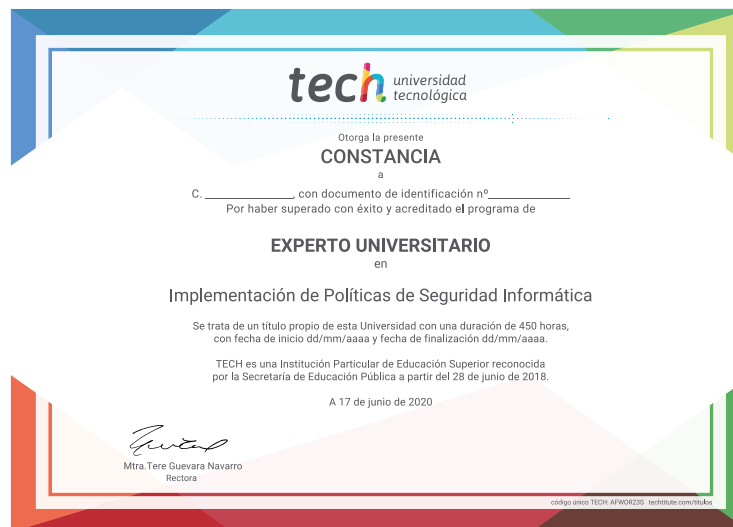 tech universidad
tecnológica
Otorga la presente
CONSTANCIA
a
C. ______________, con documento de identificación nº______________
Por haber superado con éxito y acreditado el programa de
EXPERTO UNIVERSITARIO
en
Implementación de Políticas de Seguridad Informática
Se trata de un título propio de esta Universidad con una duración de 450 horas,
con fecha de inicio dd/mm/aaaa y fecha de finalización dd/mm/aaaa.
TECH es una Institución Particular de Educación Superior reconocida
por la Secretaría de Educación Pública a partir del 28 de junio de 2018.
A 17 de junio de 2020
Mtra.Tere Guevara Navarro
Rectora
código único TECH: AFWOR23S techtitute.com/titulos